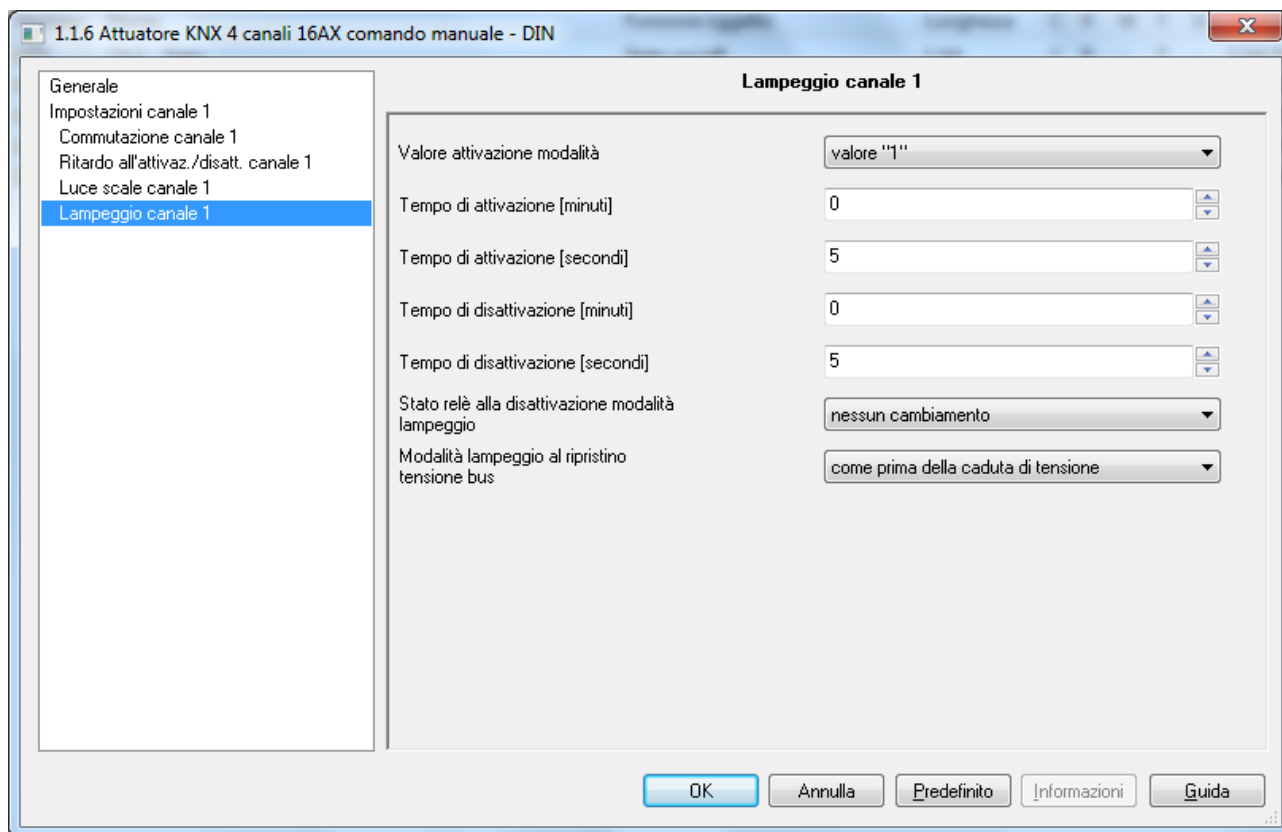 1.1.6 Attuatore KNX 4 canali 16AX comando manuale - DIN
Generale
Impostazioni canale 1
Commutazione canale 1
Ritardo all'attivaz./disatt. canale 1
Luce scale canale 1
Lampeggio canale 1
Lampeggio canale 1
Valore attivazione modalità
valore "1"
Tempo di attivazione [minuti]
0
Tempo di attivazione [secondi]
5
Tempo di disattivazione [minuti]
0
Tempo di disattivazione [secondi]
5
Stato relè alla disattivazione modalità
lampeggio
nessun cambiamento
Modalità lampeggio al ripristino
tensione bus
come prima della caduta di tensione
OK
Annulla
Predefinito
Informazioni
Guida